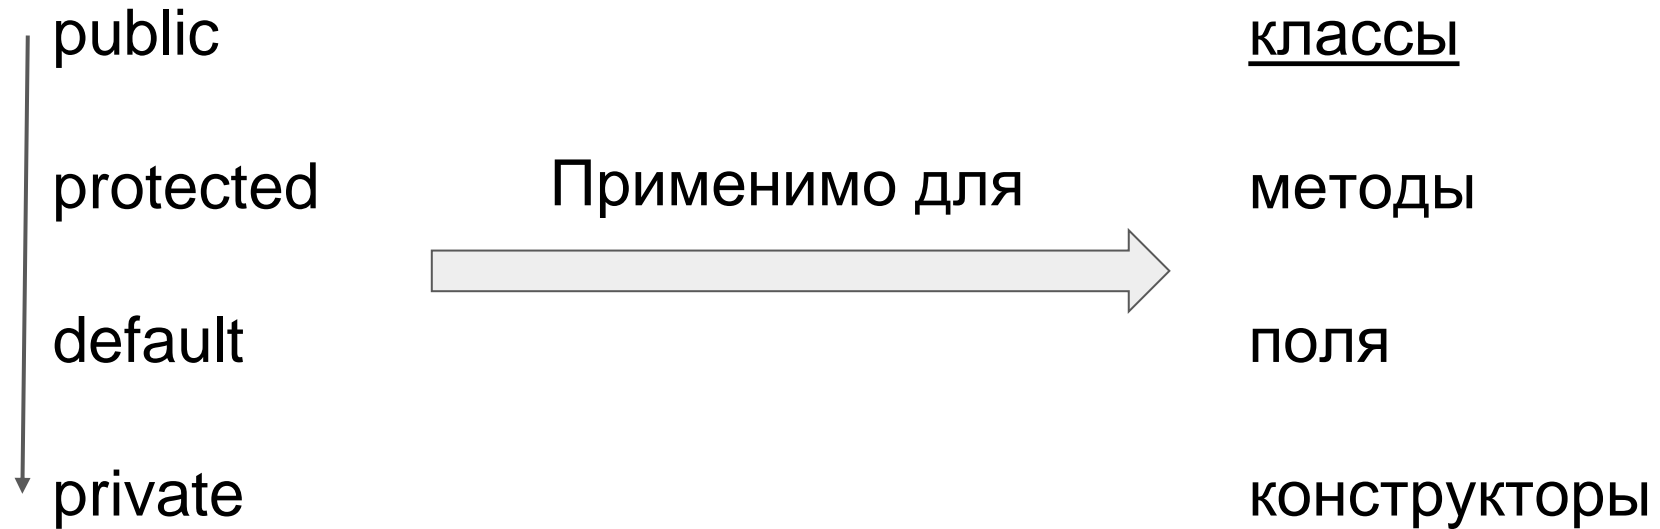 public
классы
protected
Применимо для
методы
default
поля
private
конструкторы